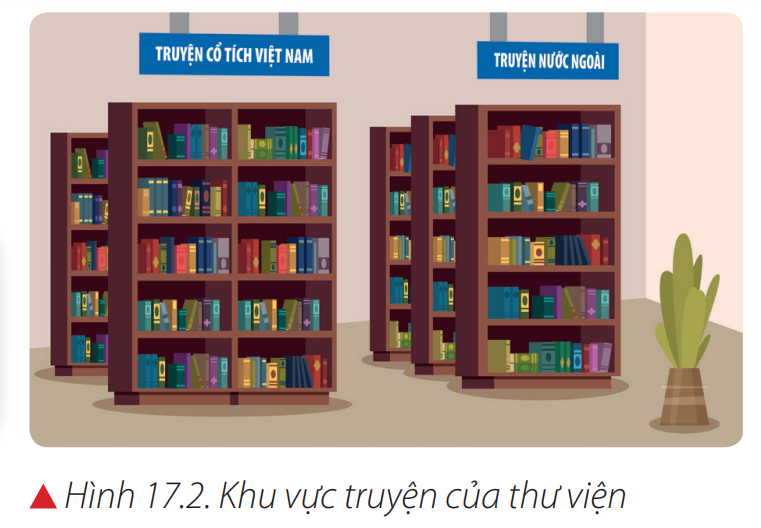 TRUYỆN CỔ TÍCH VIỆT NAM
TRUYỆN NƯỚC NGOÀI
Hình 17.2. Khu vực truyện của thư viện